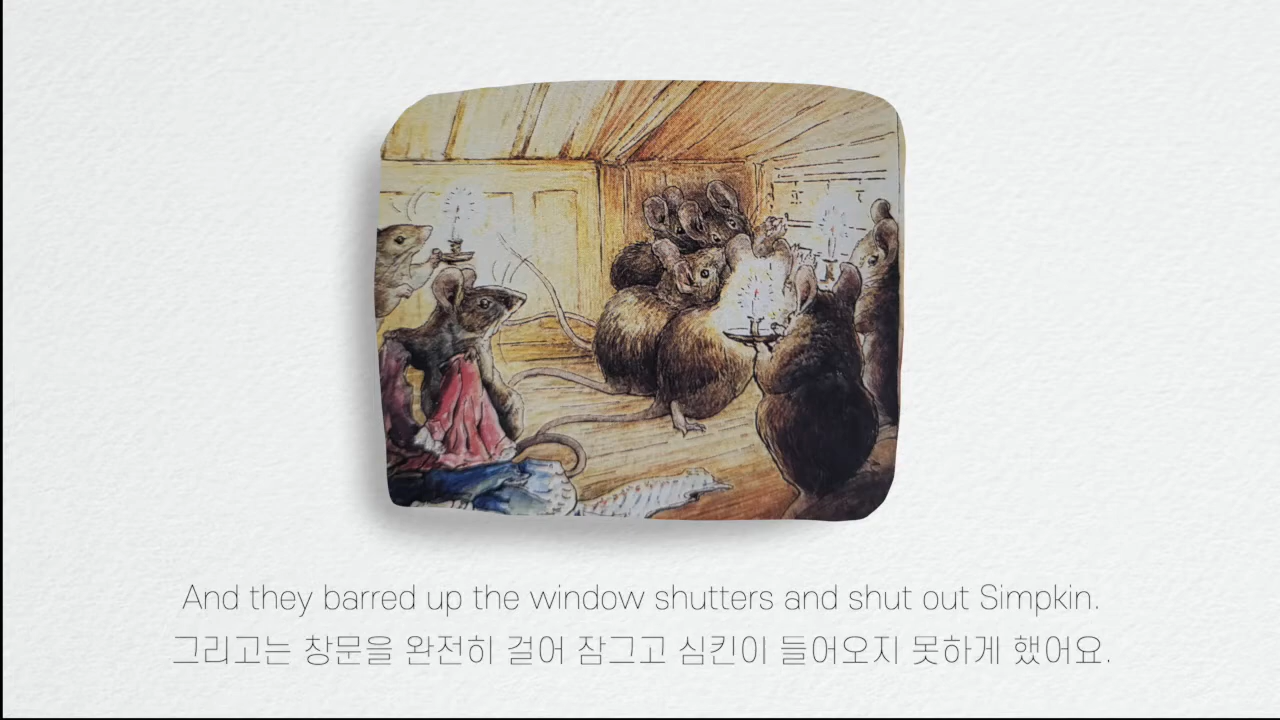 And they barred up the window shutters and shut out Simpkin.
그리고는 창문을 완전히 걸어 잠그고 심킨이 들어오지 못하게 했어요.